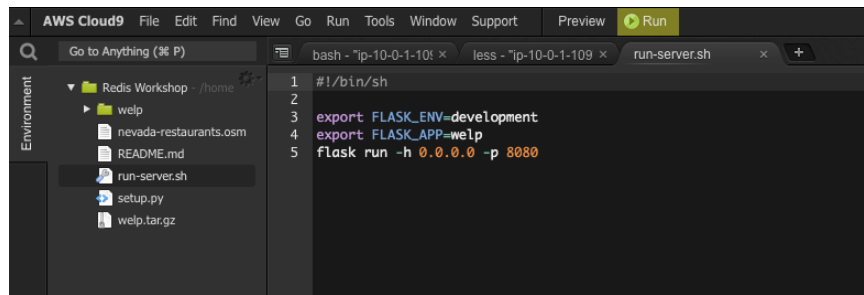 AWS Cloud9 File Edit Find View Go Run Tools Window Support Preview Run
Go to Anything (⌘ P)
bash - "ip-10-0-1-109 × less - "ip-10-0-1-109 × run-server.sh × +
Environment
Redis Workshop - /home
welp
nevada-restaurants.osm
README.md
run-server.sh
setup.py
welp.tar.gz
1 #!/bin/sh
2
3 export FLASK_ENV=development
4 export FLASK_APP=welp
5 flask run -h 0.0.0.0 -p 8080